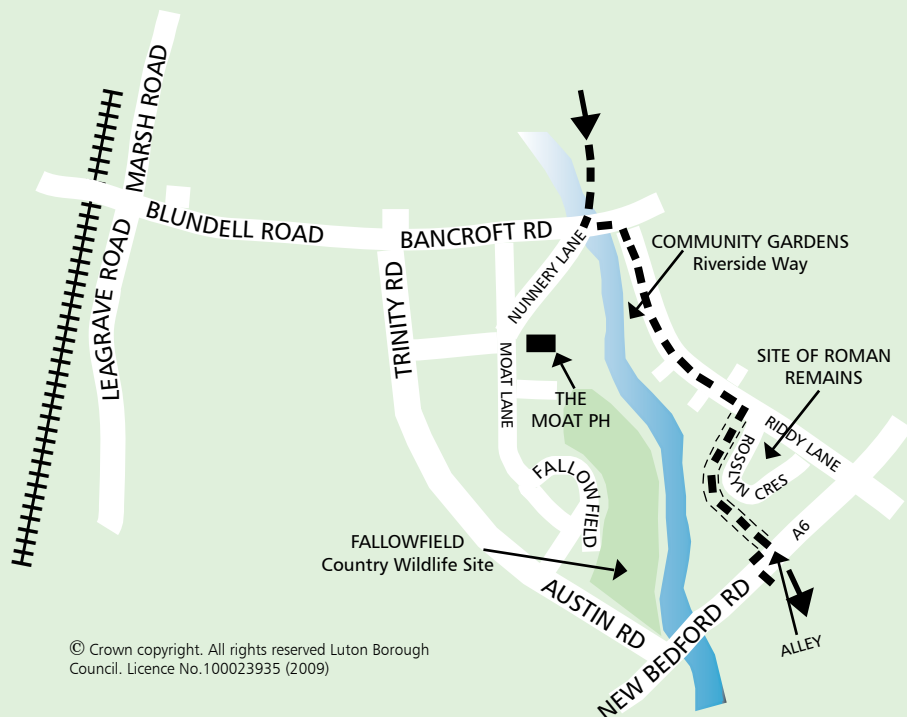 MARSH ROAD
BLUNDELL ROAD
BANCROFT RD
LEAGRAVE ROAD
TRINITY RD
NUNNERY LANE
COMMUNITY GARDENS
Riverside Way
MOAT LANE
THE
MOAT PH
SITE OF ROMAN
REMAINS
RIDDY LANE
ROSSLYN CRES
FALLOWFIELD
A6
FALLOWFIELD
Country Wildlife Site
AUSTIN RD
NEW BEDFORD RD
ALLEY
© Crown copyright. All rights reserved Luton Borough
Council. Licence No.100023935 (2009)